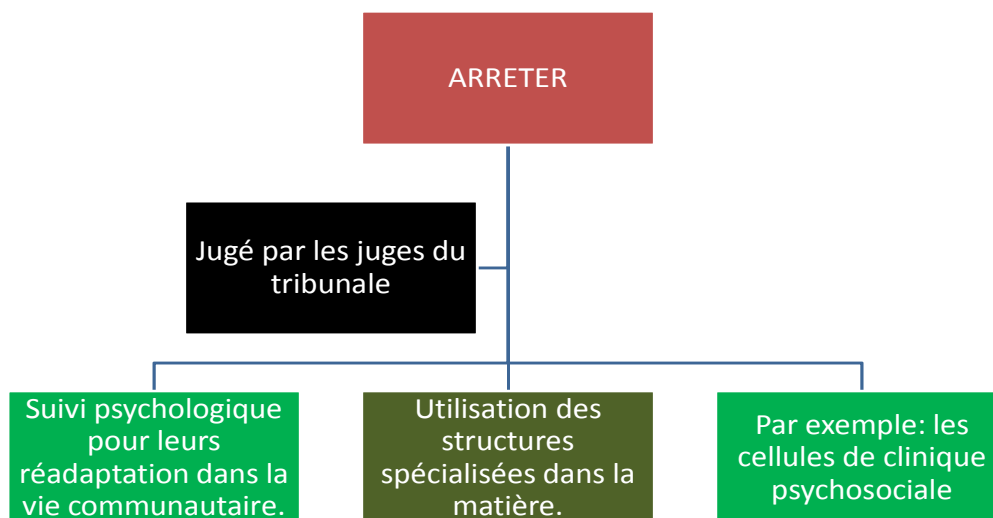 ARRETER
Jugé par les juges du
tribunale
Suivi psychologique
pour leurs
réadaptation dans la
vie communautaire.
Utilisation des
structures
spécialisées dans la
matière.
Par exemple: les
cellules de clinique
psychosociale